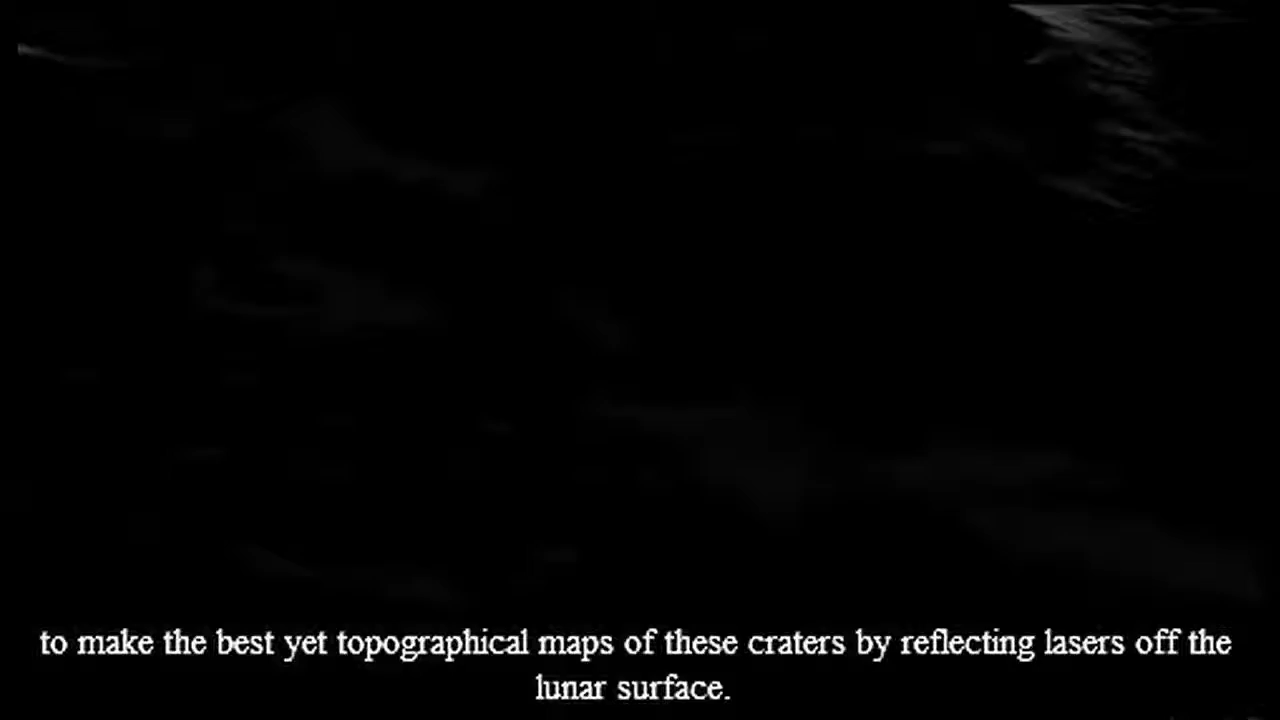 to make the best yet topographical maps of these craters by reflecting lasers off the
lunar surface.